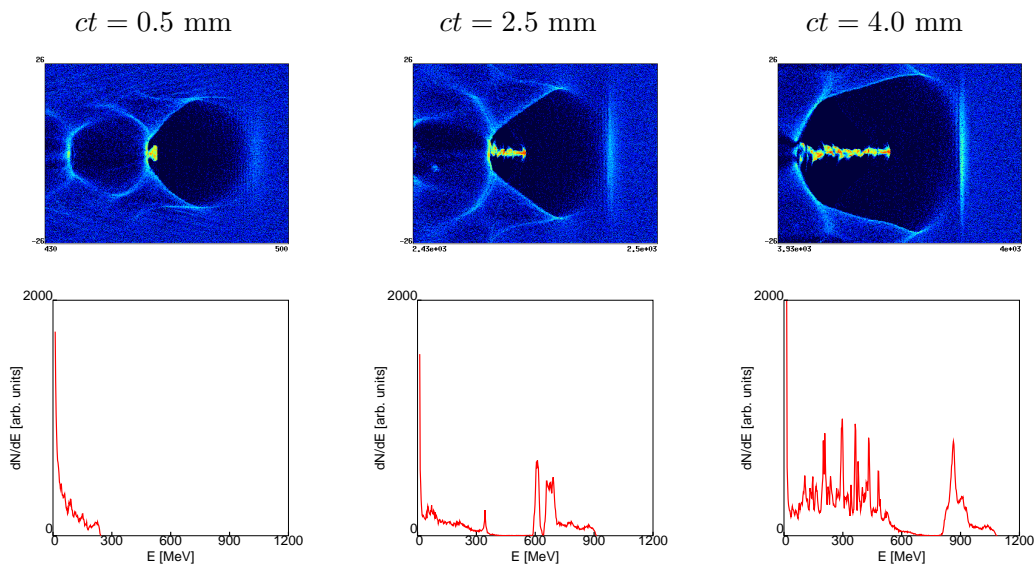 ct = 0.5 mm
ct = 2.5 mm
ct = 4.0 mm
26
-26
430
500
26
-26
2.43e+03
2.5e+03
26
-26
3.93e+03
4e+03
2000
dN/dE [arb. units]
0
0
300
600
900
1200
E [MeV]
2000
dN/dE [arb. units]
0
0
300
600
900
1200
E [MeV]
2000
dN/dE [arb. units]
0
0
300
600
900
1200
E [MeV]